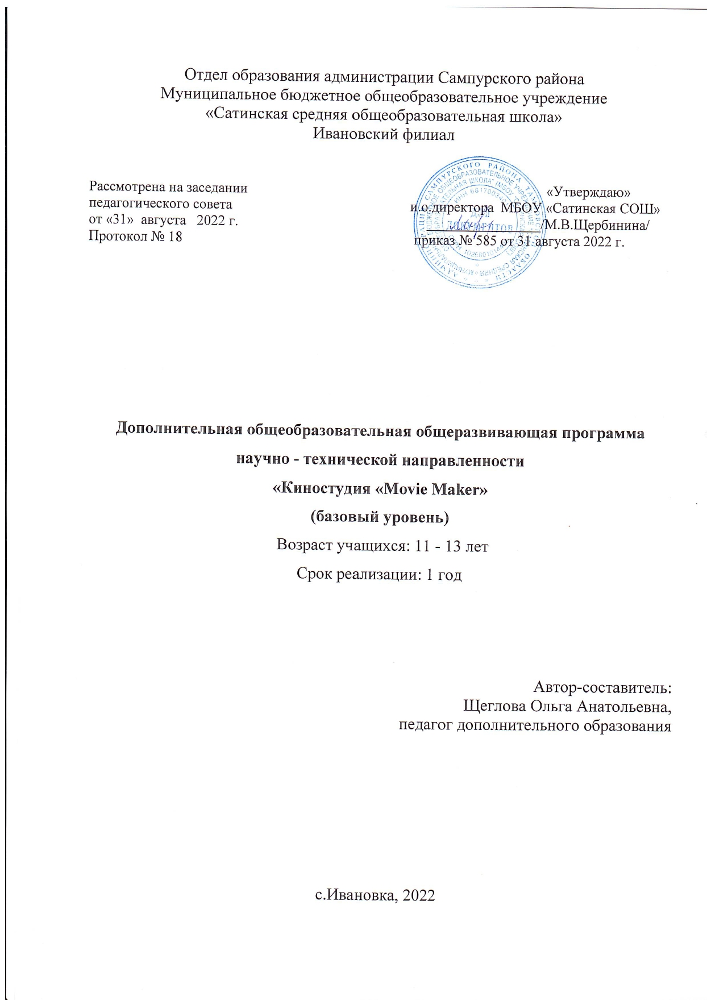 Отдел образования администрации Сампурского района
Муниципальное бюджетное общеобразовательное учреждение
«Сатинская средняя общеобразовательная школа»
Ивановский филиал
Рассмотрена на заседании
педагогического совета
от «31» августа 2022 г.
Протокол № 18
«Утверждаю»
и.о.директора МБОУ «Сатинская СОШ»
/М.В.Щербинина/
приказ № 585 от 31 августа 2022 г.
ДЛЯ
ДОКУМЕНТОВ
Дополнительная общеобразовательная общеразвивающая программа
научно - технической направленности
«Киностудия «Movie Maker»
(базовый уровень)
Возраст учащихся: 11 - 13 лет
Срок реализации: 1 год
Автор-составитель:
Щеглова Ольга Анатольевна,
педагог дополнительного образования
с.Ивановка, 2022